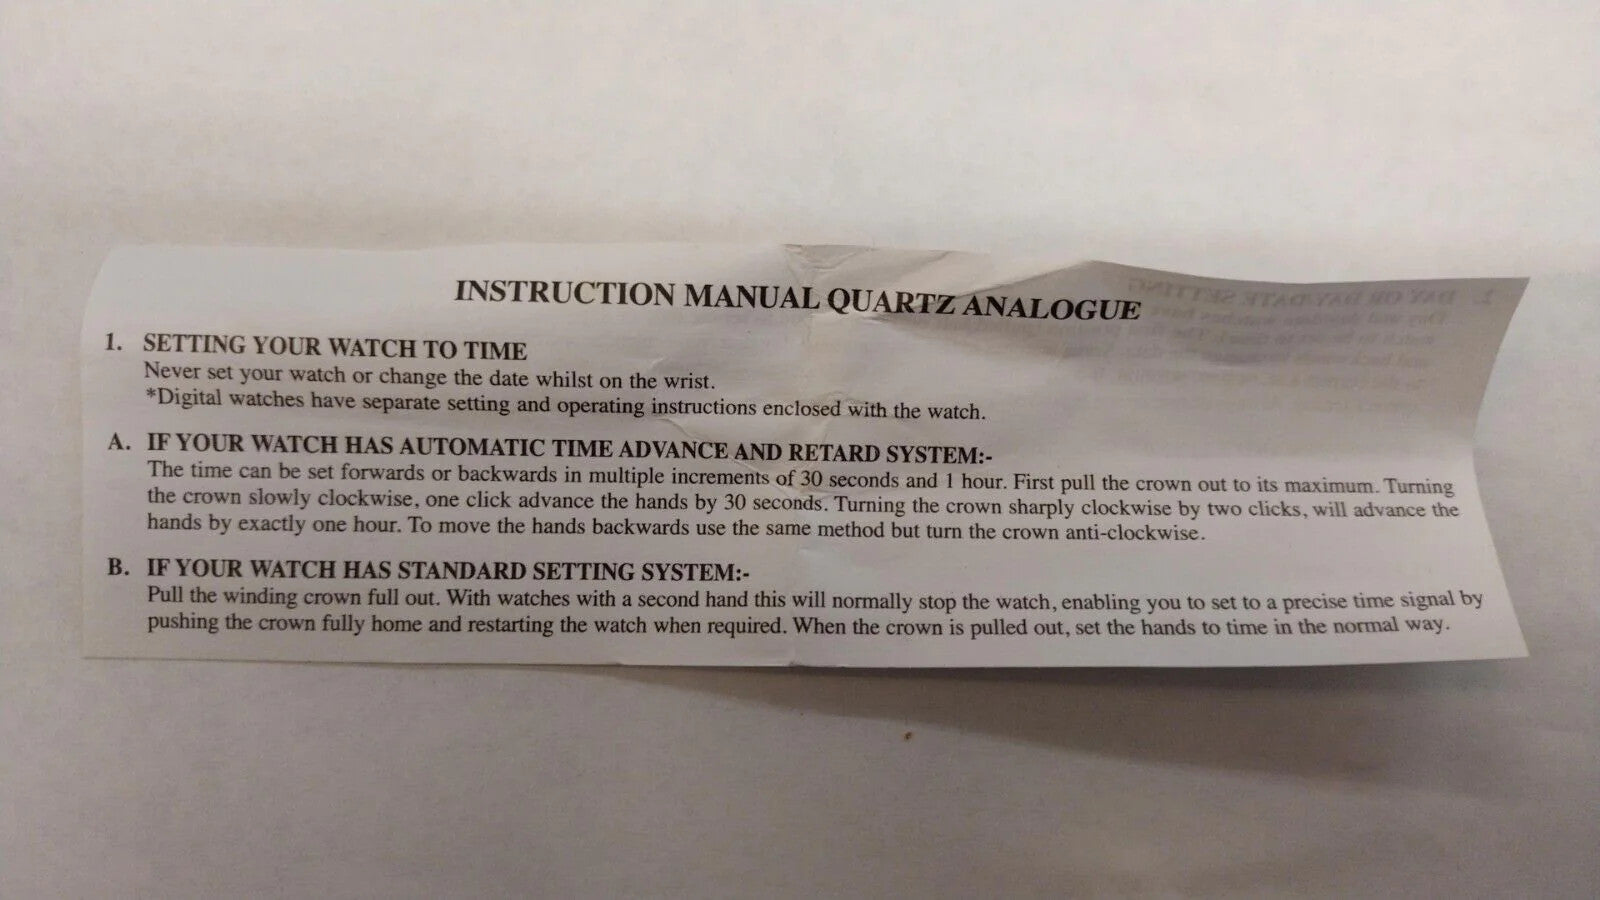 INSTRUCTION MANUAL QUARTZ ANALOGUE
1. SETTING YOUR WATCH TO TIME
Never set your watch or change the date whilst on the wrist.
*Digital watches have separate setting and operating instructions enclosed with the watch.
A. IF YOUR WATCH HAS AUTOMATIC TIME ADVANCE AND RETARD SYSTEM:-
The time can be set forwards or backwards in multiple increments of 30 seconds and 1 hour. First pull the crown out to its maximum. Turning
the crown slowly clockwise, one click advance the hands by 30 seconds. Turning the crown sharply clockwise by two clicks, will advance the
hands by exactly one hour. To move the hands backwards use the same method but turn the crown anti-clockwise.
B. IF YOUR WATCH HAS STANDARD SETTING SYSTEM:-
Pull the winding crown full out. With watches with a second hand this will normally stop the watch, enabling you to set to a precise time signal by
pushing the crown fully home and restarting the watch when required. When the crown is pulled out, set the hands to time in the normal way.